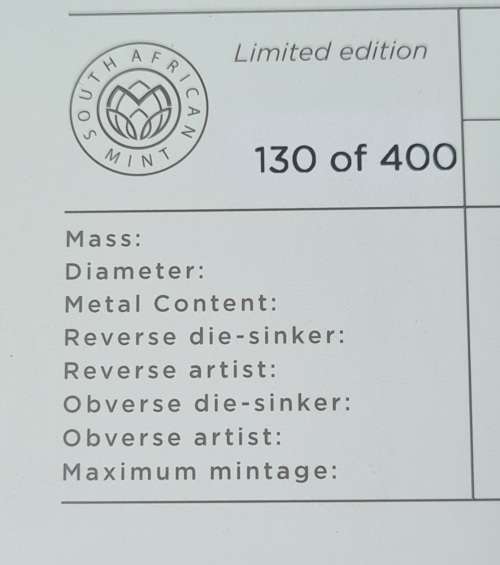 SOUTH AFRICAN
MINT
Limited edition
130 of 400
Mass:
Diameter:
Metal Content:
Reverse die-sinker:
Reverse artist:
Obverse die-sinker:
Obverse artist:
Maximum mintage: